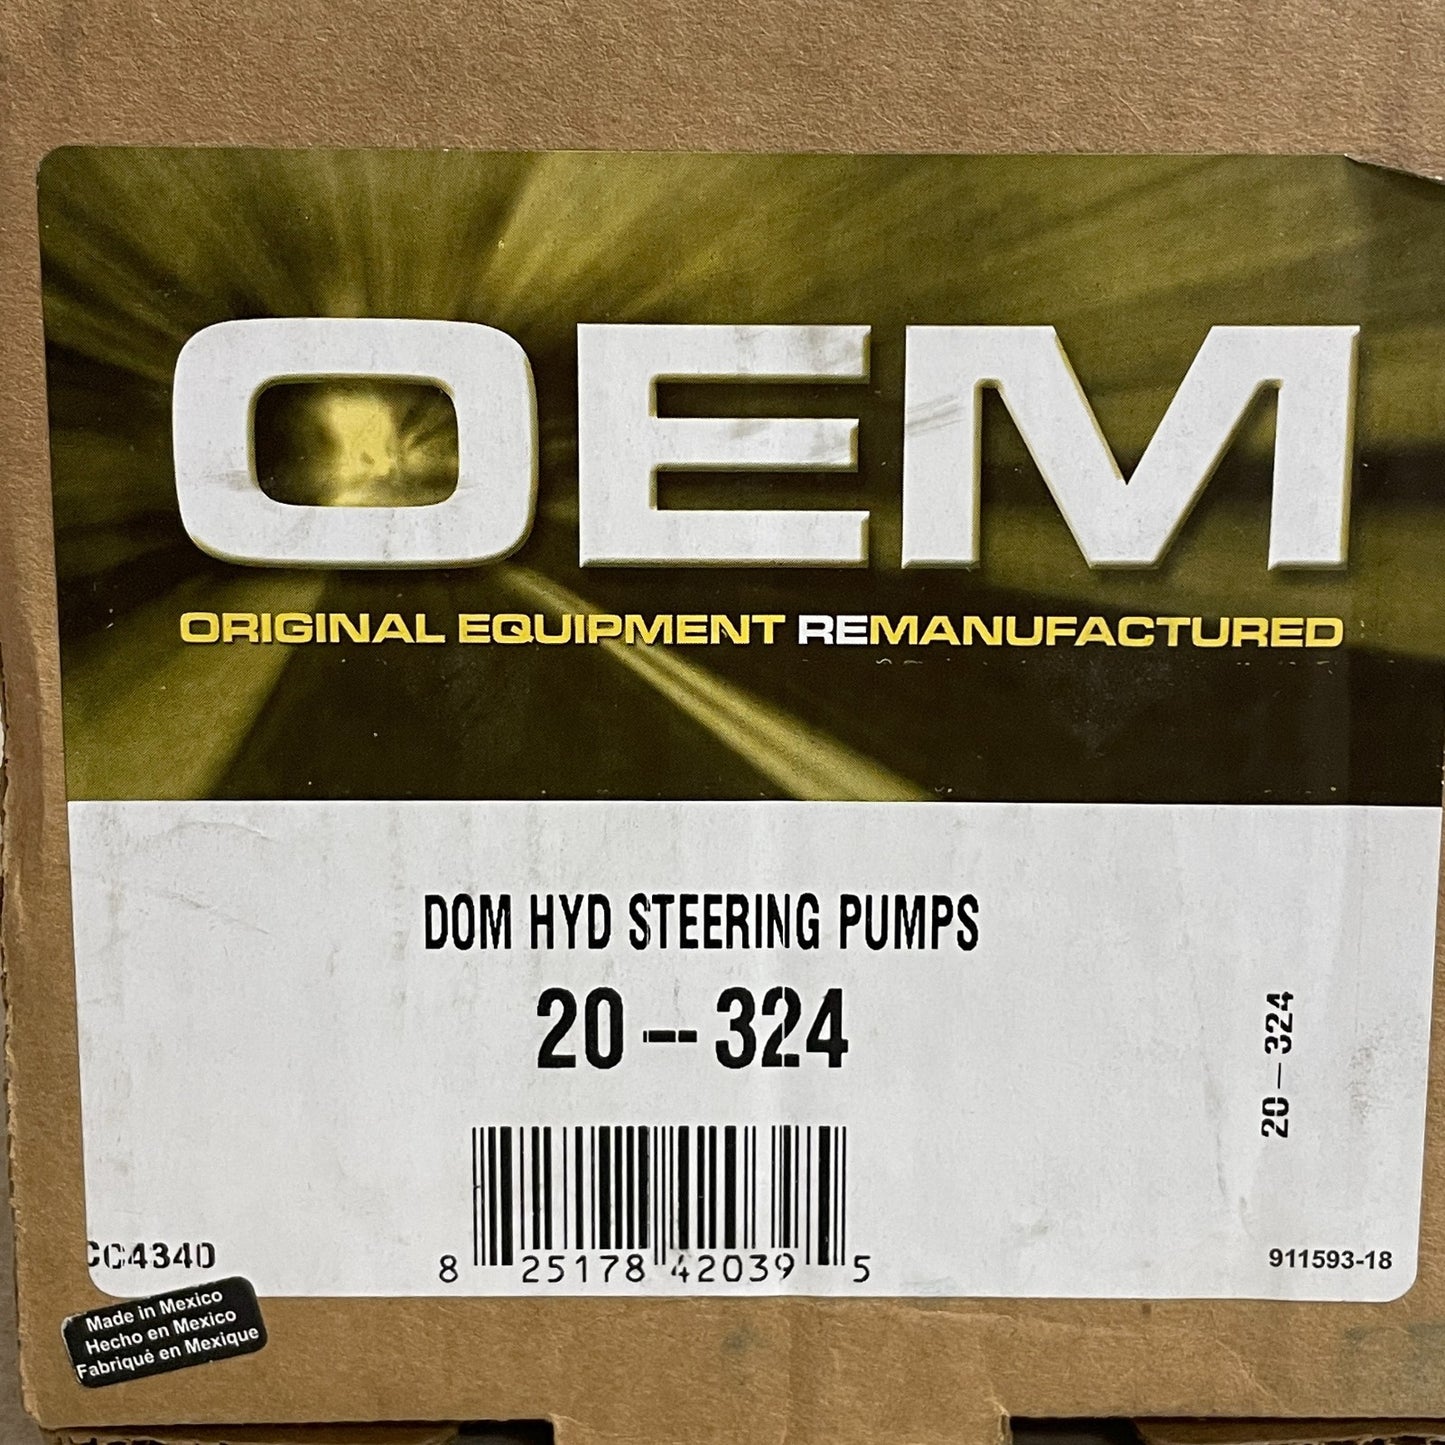 OEM
ORIGINAL EQUIPMENT REMANUFACTURED
DOM HYD STEERING PUMPS
20-324
20-324
8 25178 42039 5
CC4340
911593-18
Made in Mexico
Hecho en Mexico
Fabriqué en Mexique